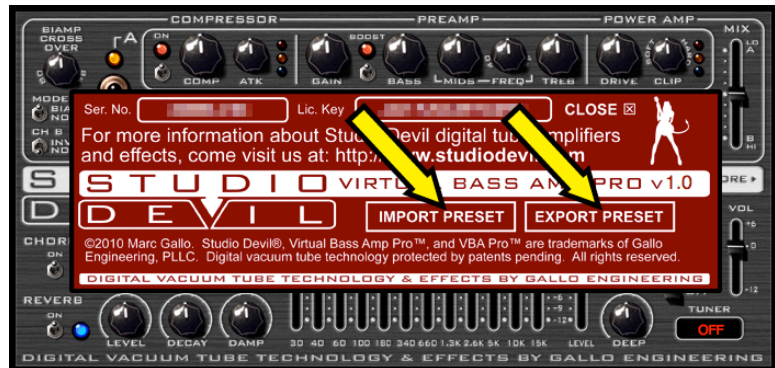 COMPRESSOR PREAMP POWER AMP
BIAMP CROSS OVER A ON BOOST MIX
LO A
COMP ATK GAIN BASS MIDS FREQ TREB DRIVE CLIP
MODE
CH B
B HI
Ser. No. Lic. Key CLOSE
For more information about Studio Devil digital tube amplifiers
and effects, come visit us at: http://www.studiodevil.com
STUDIO VIRTUAL BASS AMP PRO v1.0
DEVIL IMPORT PRESET EXPORT PRESET
©2010 Marc Gallo. Studio Devil®, Virtual Bass Amp Pro™, and VBA Pro™ are trademarks of Gallo
Engineering, PLLC. Digital vacuum tube technology protected by patents pending. All rights reserved.
DIGITAL VACUUM TUBE TECHNOLOGY & EFFECTS BY GALLO ENGINEERING
VOL
+6
-0
-12
ON
REVERB
ON
TUNER
OFF
LEVEL DECAY DAMP 30 40 60 100 180 340 660 1.3K 2.6K 5K 10K 15K LEVEL DEEP
DIGITAL VACUUM TUBE TECHNOLOGY & EFFECTS BY GALLO ENGINEERING